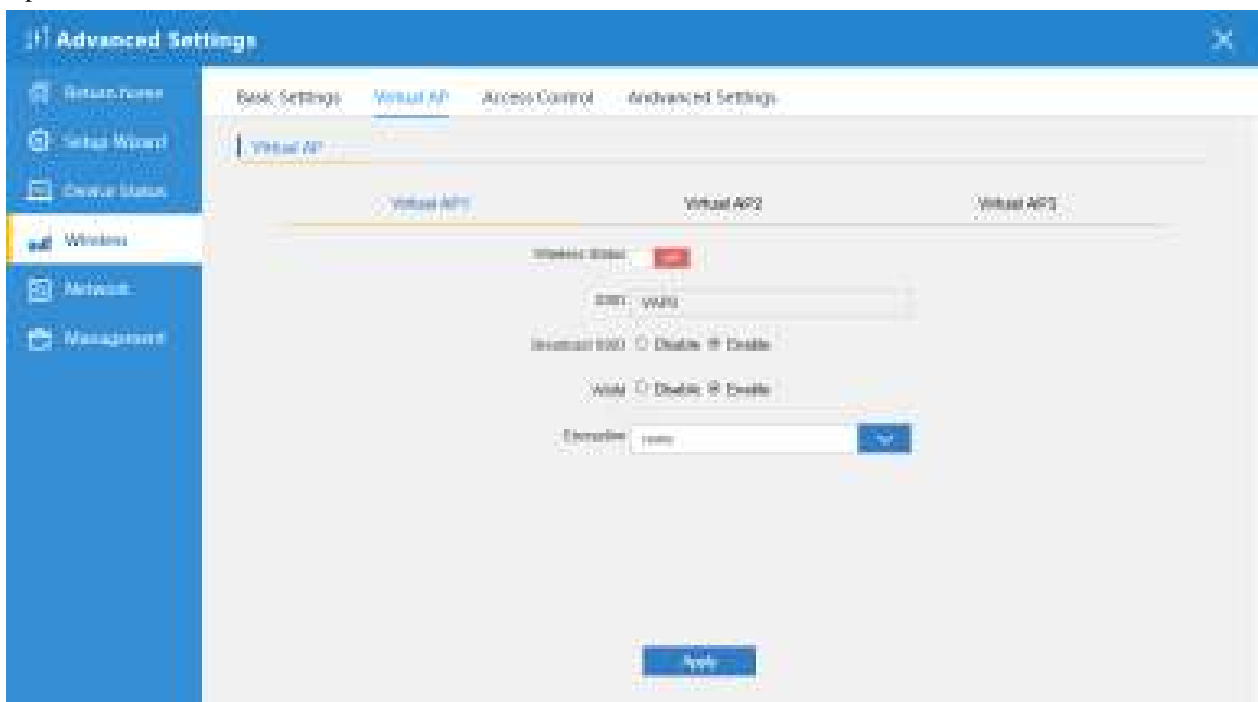 Advanced Settings
Return Home
Setup Wizard
Device Status
Wireless
Network
Management
Basic Settings Virtual AP Access Control Andvanced Settings
Virtual AP
Virtual AP1 Virtual AP2 Virtual AP3
Wireless Status
SSID
Broadcast SSID Disable Enable
Disable Enable
Encryption
Apply